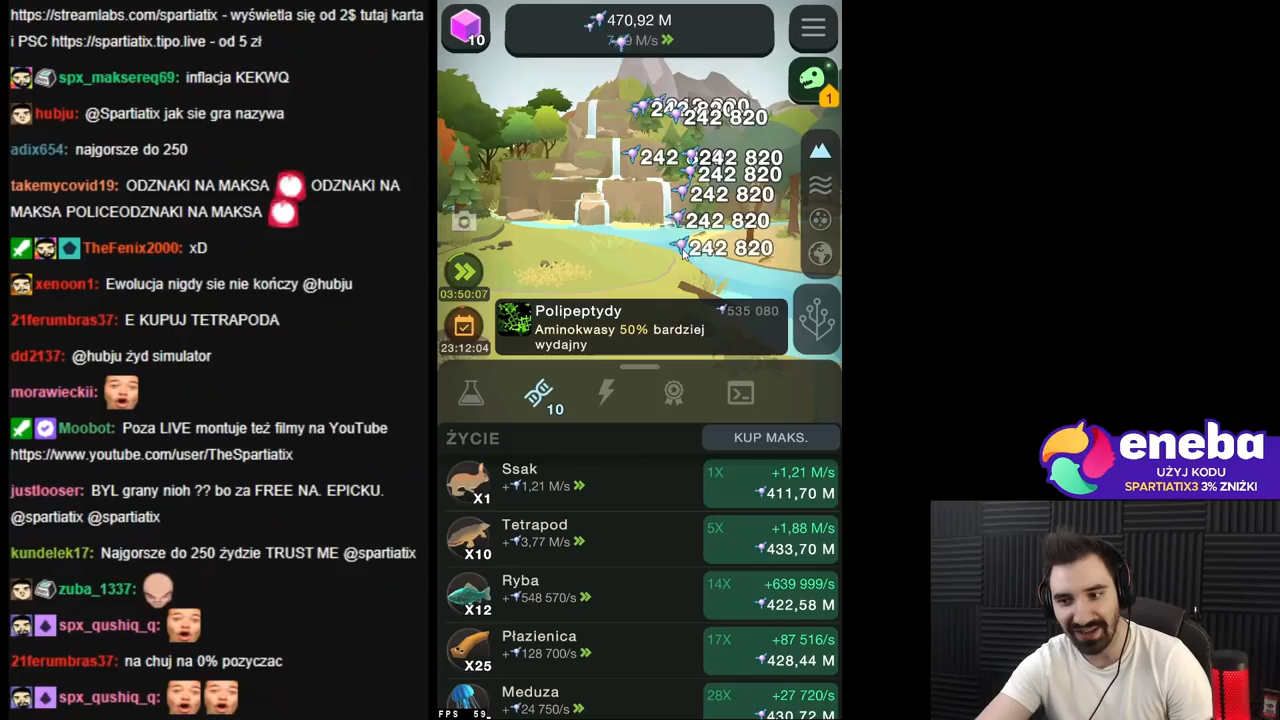 https://streamlabs.com/spartiatix - wyświetla się od 2$ tutaj karta
i PSC https://spartiatix.tipo.live - od 5 zł
spx_maksereq69: inflacja KEKWQ
hubju: @Spartiatix jak sie gra nazywa
adix654: najgorsze do 250
takemycovid19: ODZNAKI NA MAKSA ODZNAKI NA
MAKSA POLICEODZNAKI NA MAKSA
TheFenix2000: xD
xenoon1: Ewolucja nigdy sie nie kończy @hubju
21ferumbras37: E KUPUJ TETRAPODA
dd2137: @hubju żyd simulator
morawieckii:
Moobot: Poza LIVE montuje też filmy na YouTube
https://www.youtube.com/user/TheSpartiatix
justlooser: BYL grany nioh ?? bo za FREE NA. EPICKU.
@spartiatix @spartiatix
kundelek17: Najgorsze do 250 żydzie TRUST ME @spartiatix
zuba_1337:
spx_qushiq_q:
21ferumbras37: na chuj na 0% pozyczac
spx_qushiq_q:
10
470,92 M
M/s
1
242 820
242 820
242 820
242 820
242 820
242 820
242 820
03:50:07
23:12:04
Polipeptydy
535 080
Aminokwasy 50% bardziej
wydajny
10
ŻYCIE
KUP MAKS.
Ssak
+1,21 M/s
X1
1X +1,21 M/s
411,70 M
Tetrapod
+3,77 M/s
X10
5X +1,88 M/s
433,70 M
Ryba
+548 570/s
X12
14X +639 999/s
422,58 M
Płazienica
+128 700/s
X25
17X +87 516/s
428,44 M
Meduza
+24 750/s
28X +27 720/s
430,72 M
FPS 59
eneba
UŻYJ KODU
SPARTIATIX3 3% ZNIŻKI